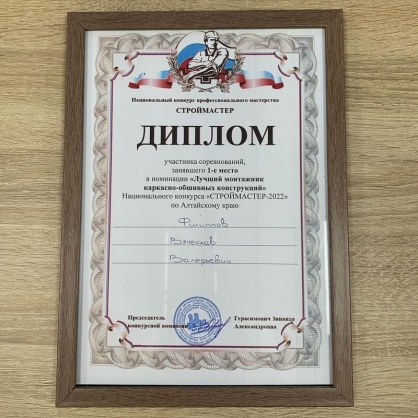 Национальный конкурс профессионального мастерства
СТРОЙМАСТЕР
ДИПЛОМ
участника соревнований,
занявшего 1-е место
в номинации «Лучший монтажник
каркасно-обшивных конструкций»
Национального конкурса «СТРОЙМАСТЕР-2022»
по Алтайскому краю
Филиппов
Вячеслав
Валерьевич
Председатель
конкурсной комиссии
Герасимович Зинаида
Александровна